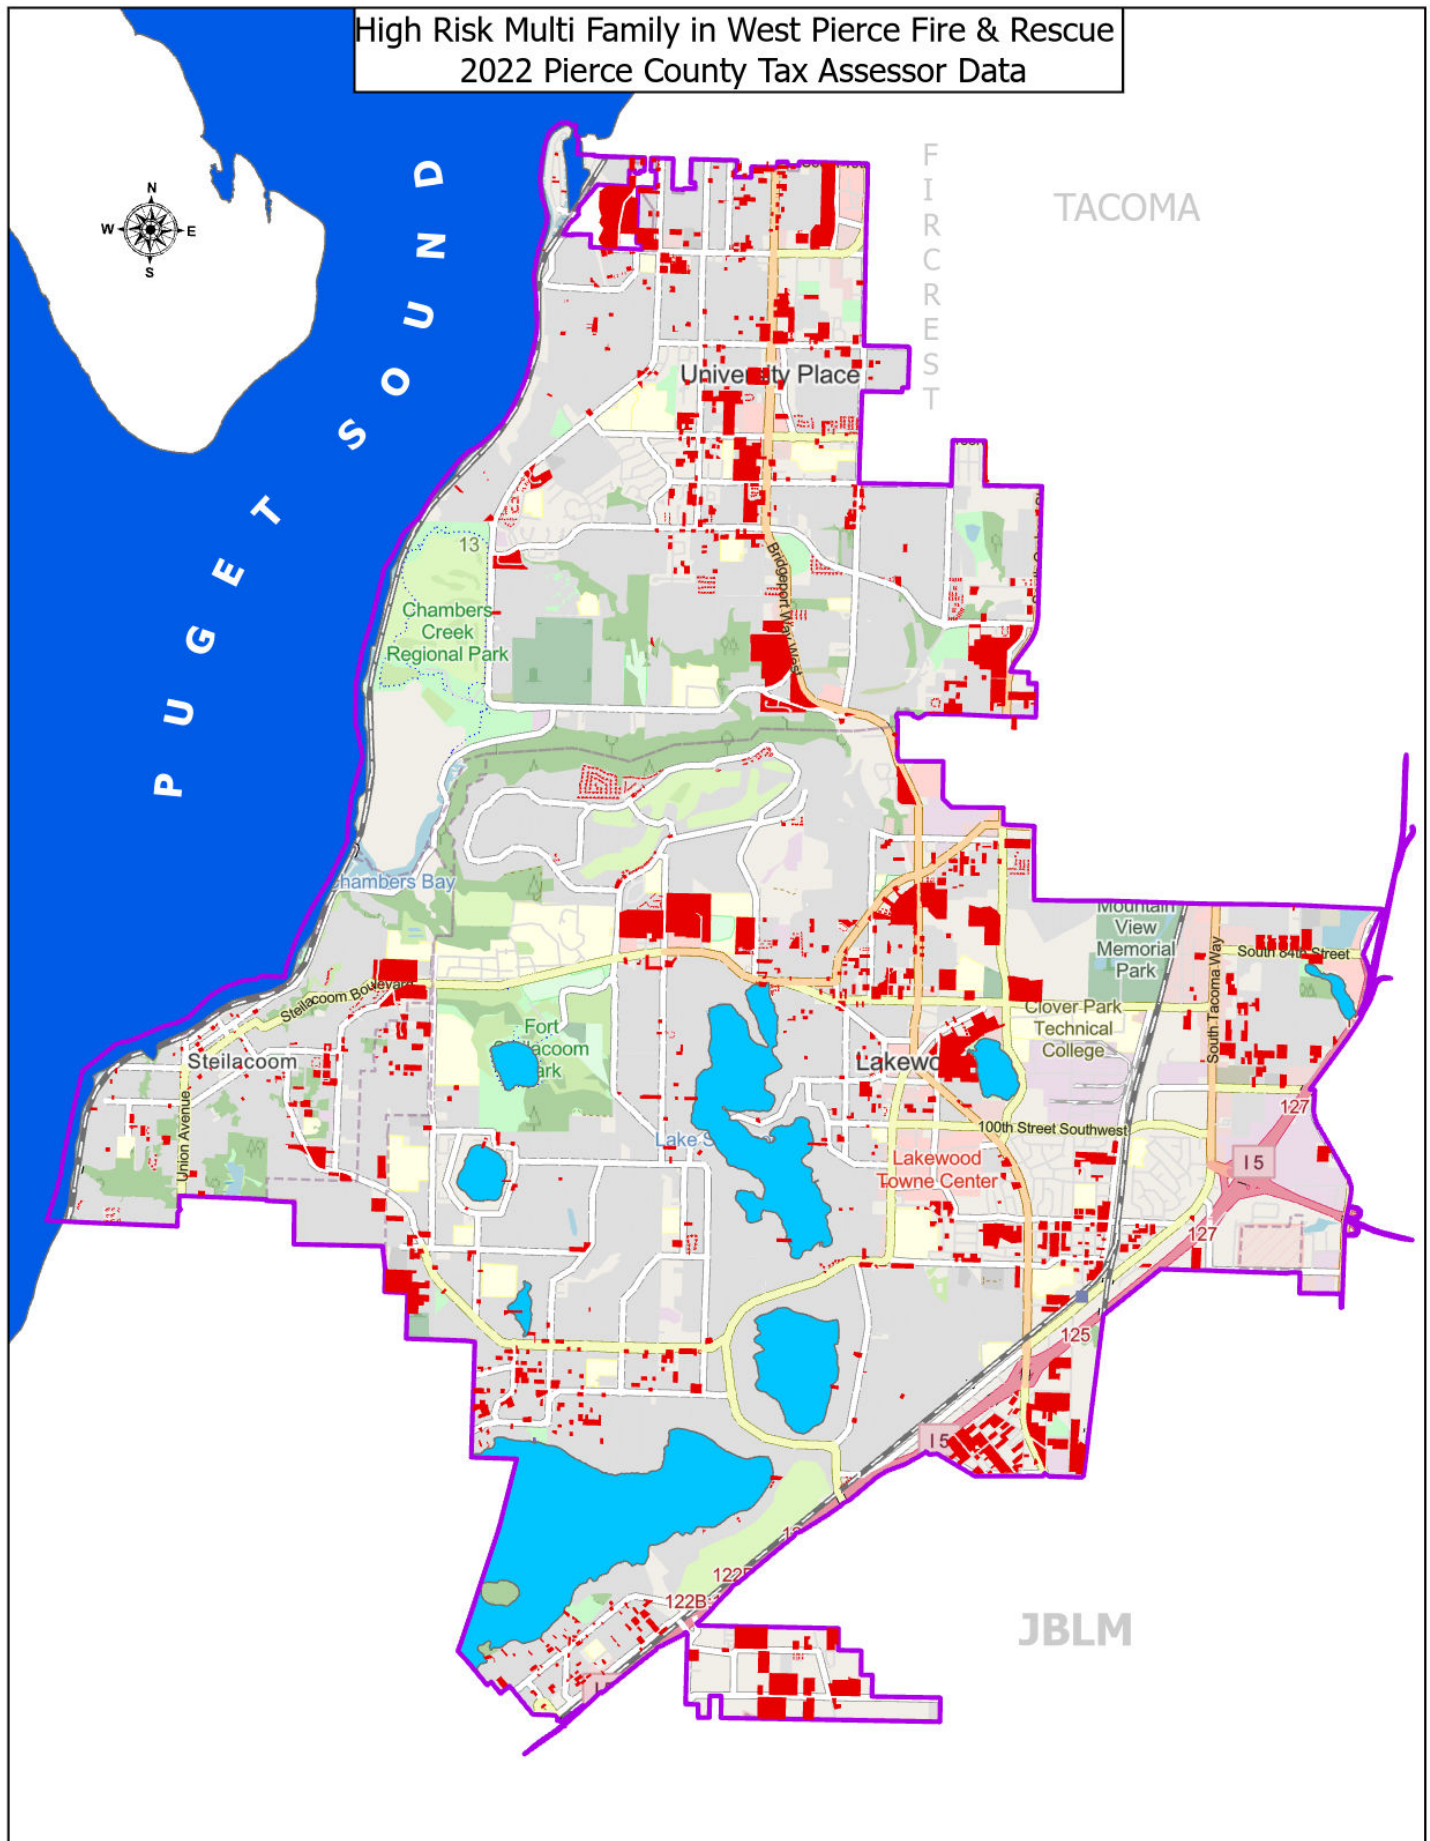 High Risk Multi Family in West Pierce Fire & Rescue
2022 Pierce County Tax Assessor Data
N
W
E
S
PUGET SOUND
FIRCREST
TACOMA
University Place
13
Chambers
Creek
Regional Park
Bridgeport Way West
Chambers Bay
Mountain
View
Memorial
Park
South Tacoma Way
South 84th Street
Steilacoom Boulevard
Clover Park
Technical
College
Fort
Park
Steilacoom
Lakewo
Union Avenue
Lake S
127
100th Street Southwest
Lakewood
Towne Center
I 5
127
125
I 5
122B
JBLM